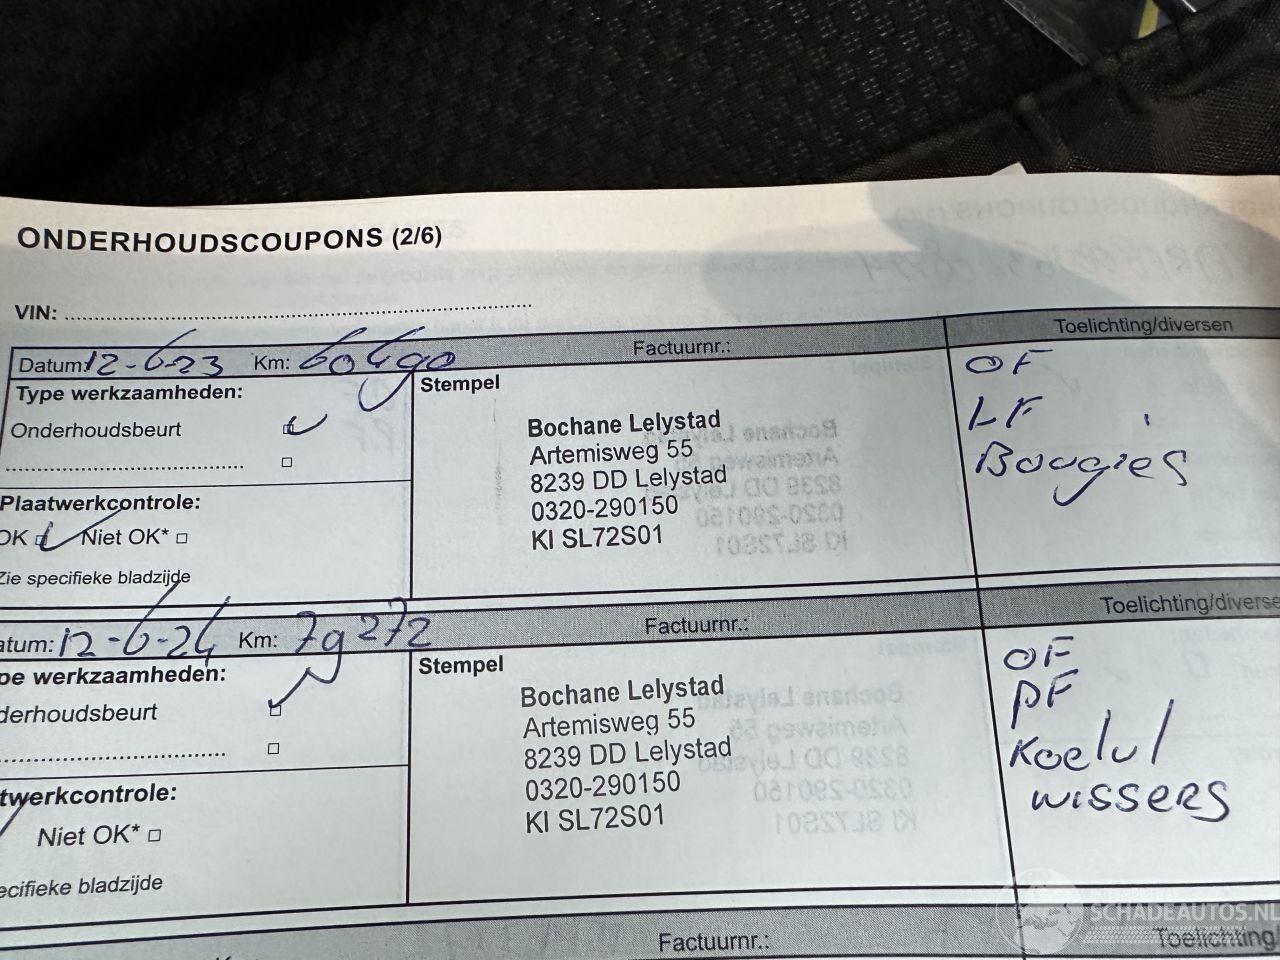 ONDERHOUDSCOUPONS (2/6)
VIN:
Datum: 12-6-23 Km: 60490 Factuurnr.: Toelichting/diversen
Type werkzaamheden:
Stempel
Onderhoudsbeurt
Plaatwerkcontrole:
OK Niet OK*
Zie specifieke bladzijde
Bochane Lelystad
Artemisweg 55
8239 DD Lelystad
0320-290150
KI SL72S01
OF
LF
Bougies
atum: 12-6-24 Km: 79272 Factuurnr.: Toelichting/diverse
pe werkzaamheden:
Stempel
derhoudsbeurt
twerkcontrole:
Niet OK*
ecifieke bladzijde
Bochane Lelystad
Artemisweg 55
8239 DD Lelystad
0320-290150
KI SL72S01
OF
PF
Koelvl
wissers
Factuurnr.: Toelichting/
SCHADEAUTOS.NL